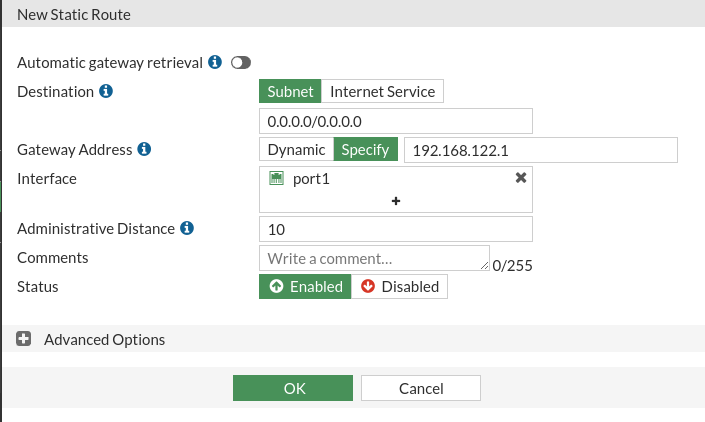 New Static Route
Automatic gateway retrieval
Destination Subnet Internet Service
0.0.0.0/0.0.0.0
Gateway Address Dynamic Specify 192.168.122.1
Interface port1
Administrative Distance 10
Comments Write a comment... 0/255
Status Enabled Disabled
Advanced Options
OK Cancel